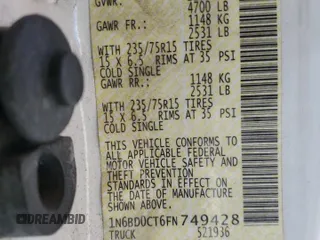 GVWR:
4700 LB
GAWR FR.: 1148 KG
2531 LB
WITH 235/75R15 TIRES
15 X 6.5 RIMS AT 35 PSI
COLD SINGLE
GAWR RR.: 1148 KG
2531 LB
WITH 235/75R15 TIRES
15 X 6.5 RIMS AT 35 PSI
COLD SINGLE
THIS VEHICLE CONFORMS TO
ALL APPLICABLE FEDERAL
MOTOR VEHICLE SAFETY AND
THEFT PREVENTION
STANDARDS IN EFFECT ON
THE DATE OF MANUFACTURE
SHOWN ABOVE
1N6BD0CT6FN749428
TRUCK 521936
AUTOBIDMASTER